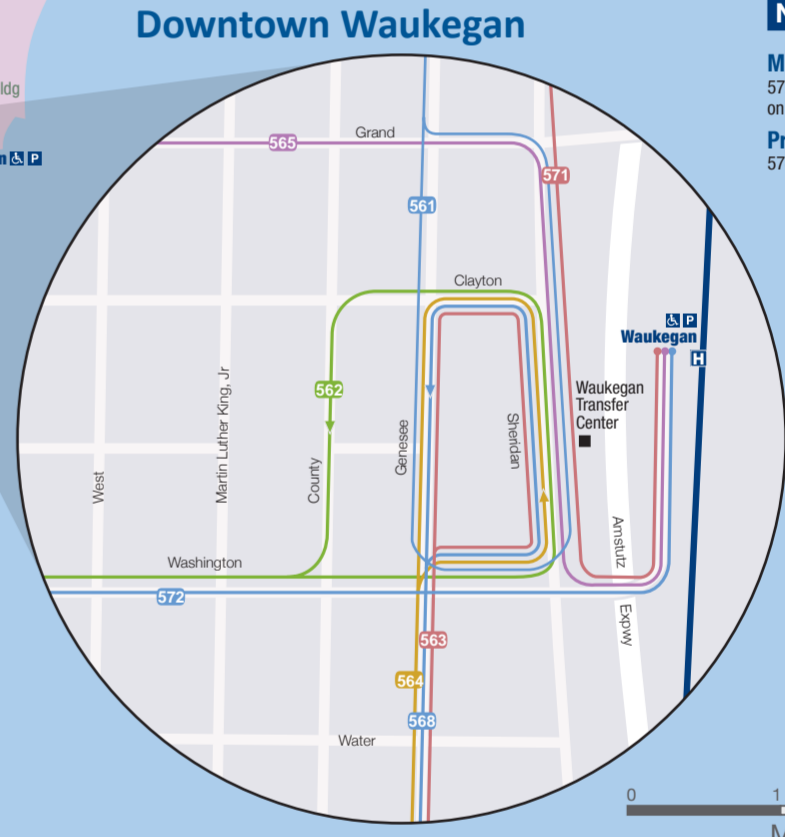 Downtown Waukegan
N
M
57
on
Pr
57
ldg
n P
Grand
565
571
561
Clayton
P
Waukegan
H
562
Waukegan
Transfer
Center
West
Martin Luther King, Jr
County
Genesee
Sheridan
Washington
Amstutz
Expwy
572
563
564
568
Water
0 1
M